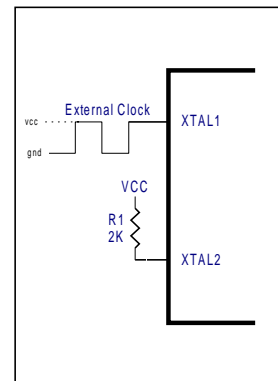 External Clock
vcc
XTAL1
gnd
VCC
R1
2K
XTAL2